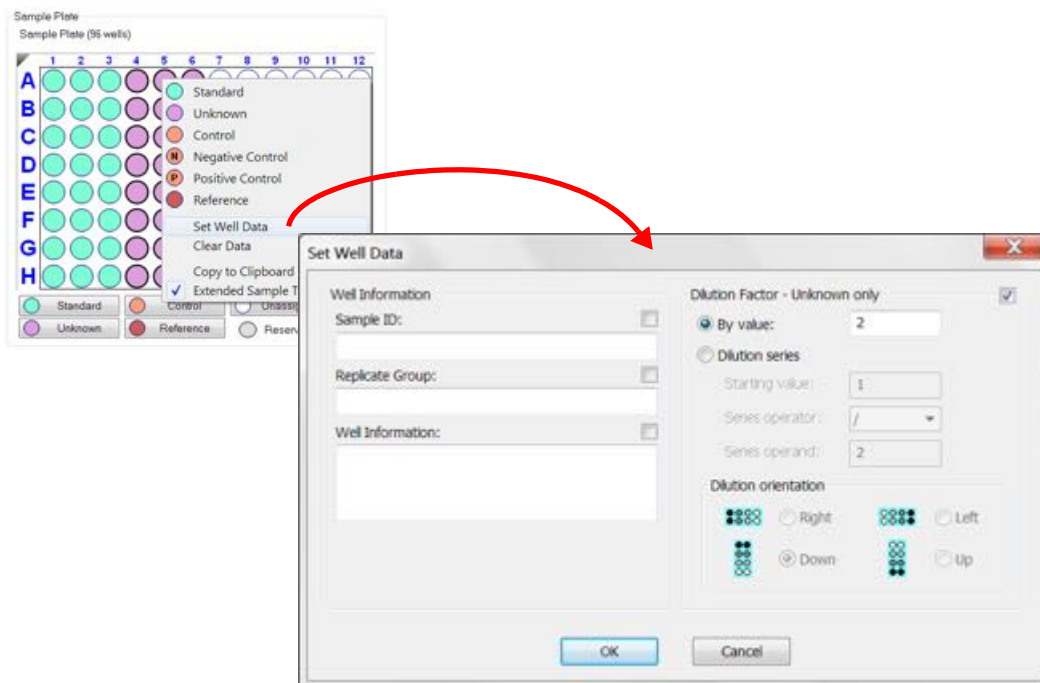 Sample Plate
Sample Plate (96 wells)
1 2 3 4 5 6 7 8 9 10 11 12
A
B
C
D
E
F
G
H
Standard
Unknown
Control
N Negative Control
P Positive Control
Reference
Set Well Data
Clear Data
Copy to Clipboard
Extended Sample T
Standard
Control
Unassig
Unknown
Reference
Reserv
Set Well Data
X
Well Information
Sample ID:
Replicate Group:
Well Information:
Dilution Factor - Unknown only
By value: 2
Dilution series
Starting value: 1
Series operator: /
Series operand: 2
Dilution orientation
Right
Left
Down
Up
OK
Cancel